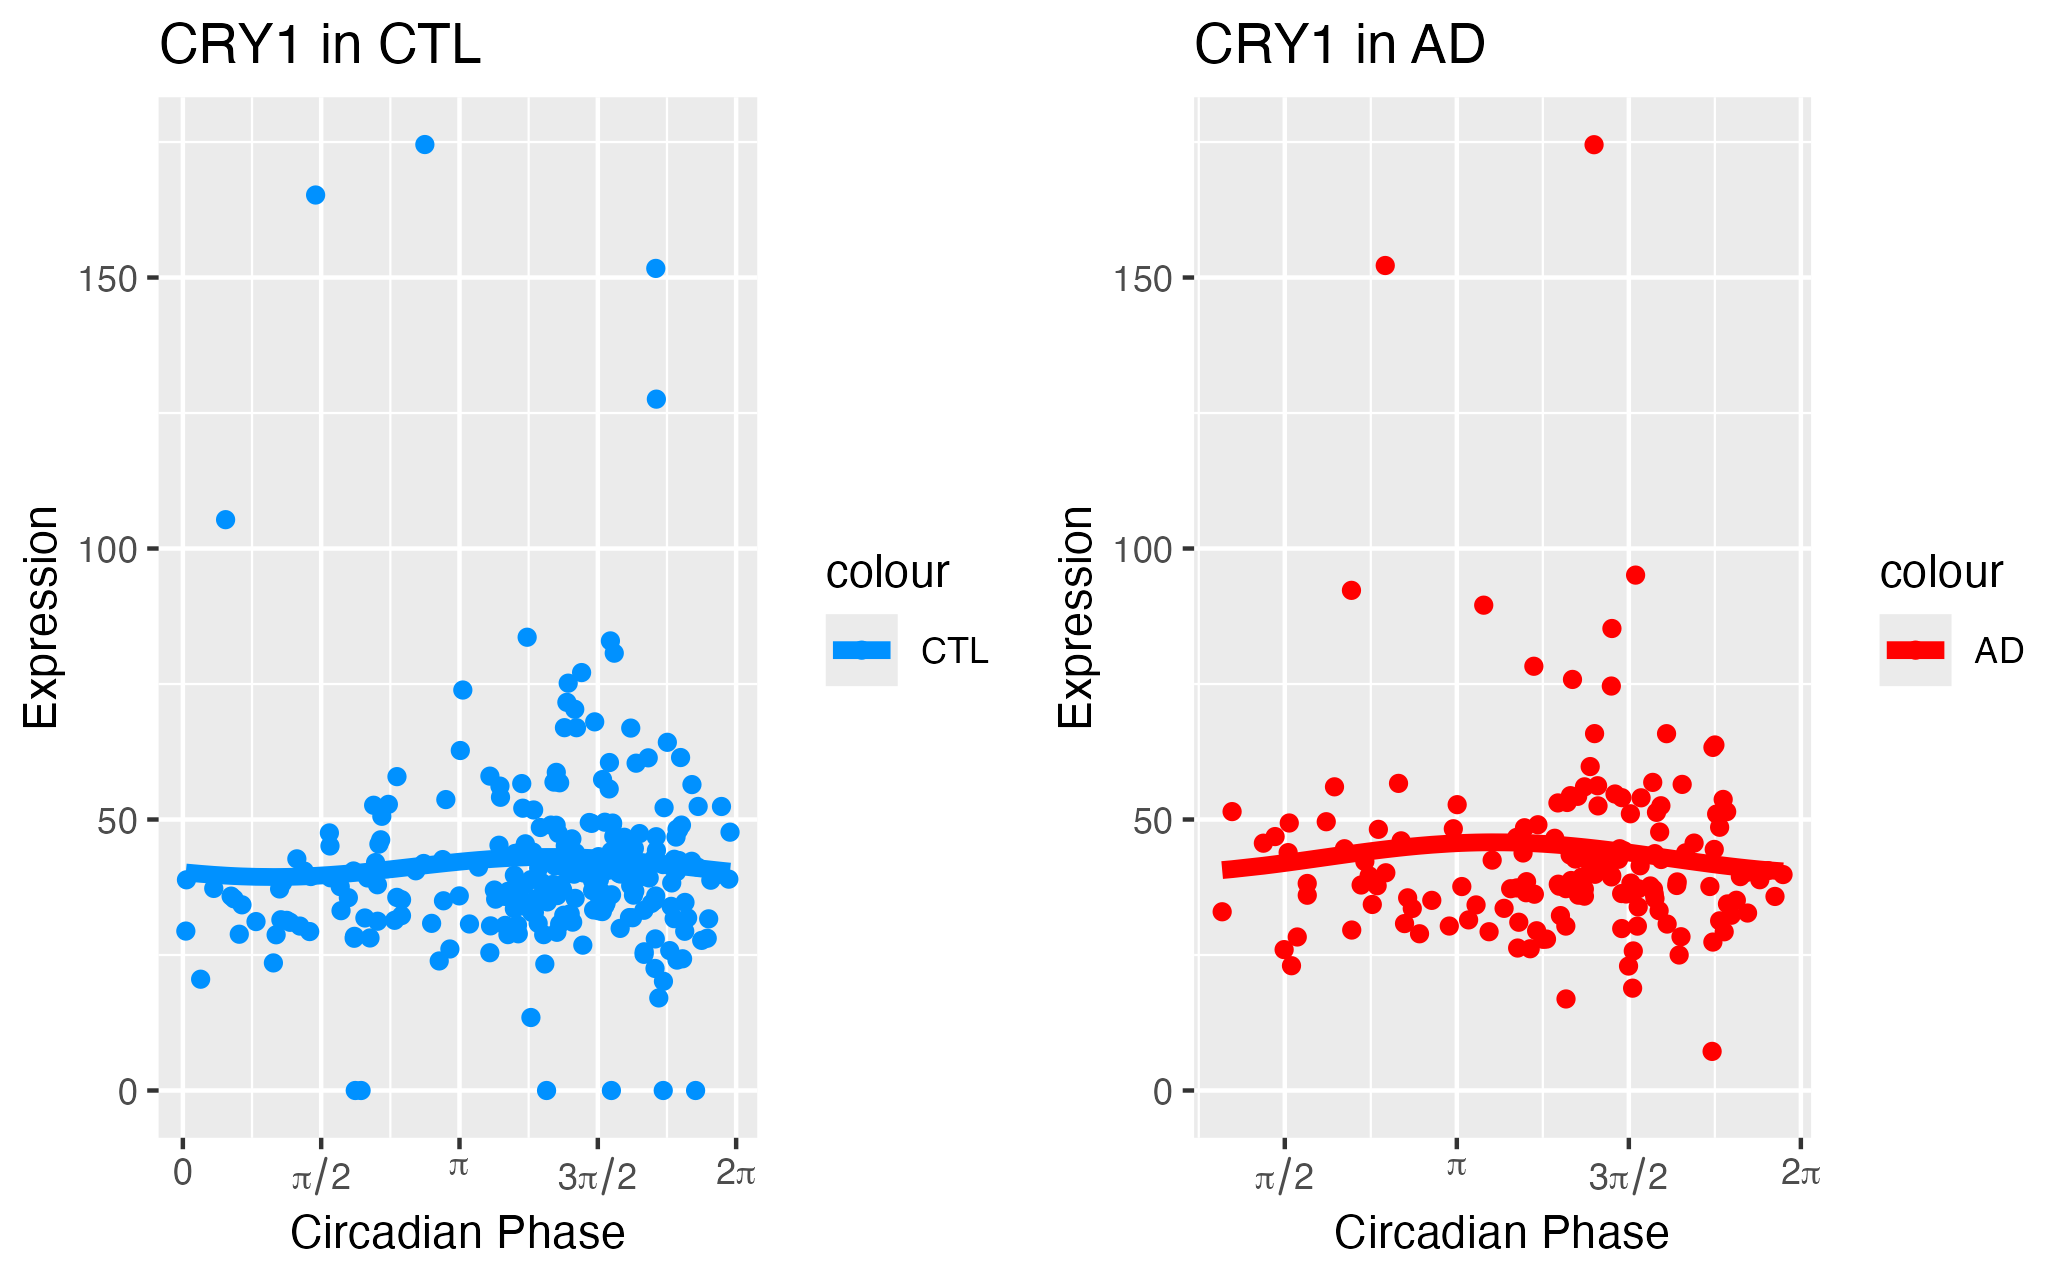 CRY1 in CTL
Expression
150
100
50
0
0 π/2 π 3π/2 2π
Circadian Phase
colour
CTL
CRY1 in AD
Expression
150
100
50
0
π/2 π 3π/2 2π
Circadian Phase
colour
AD